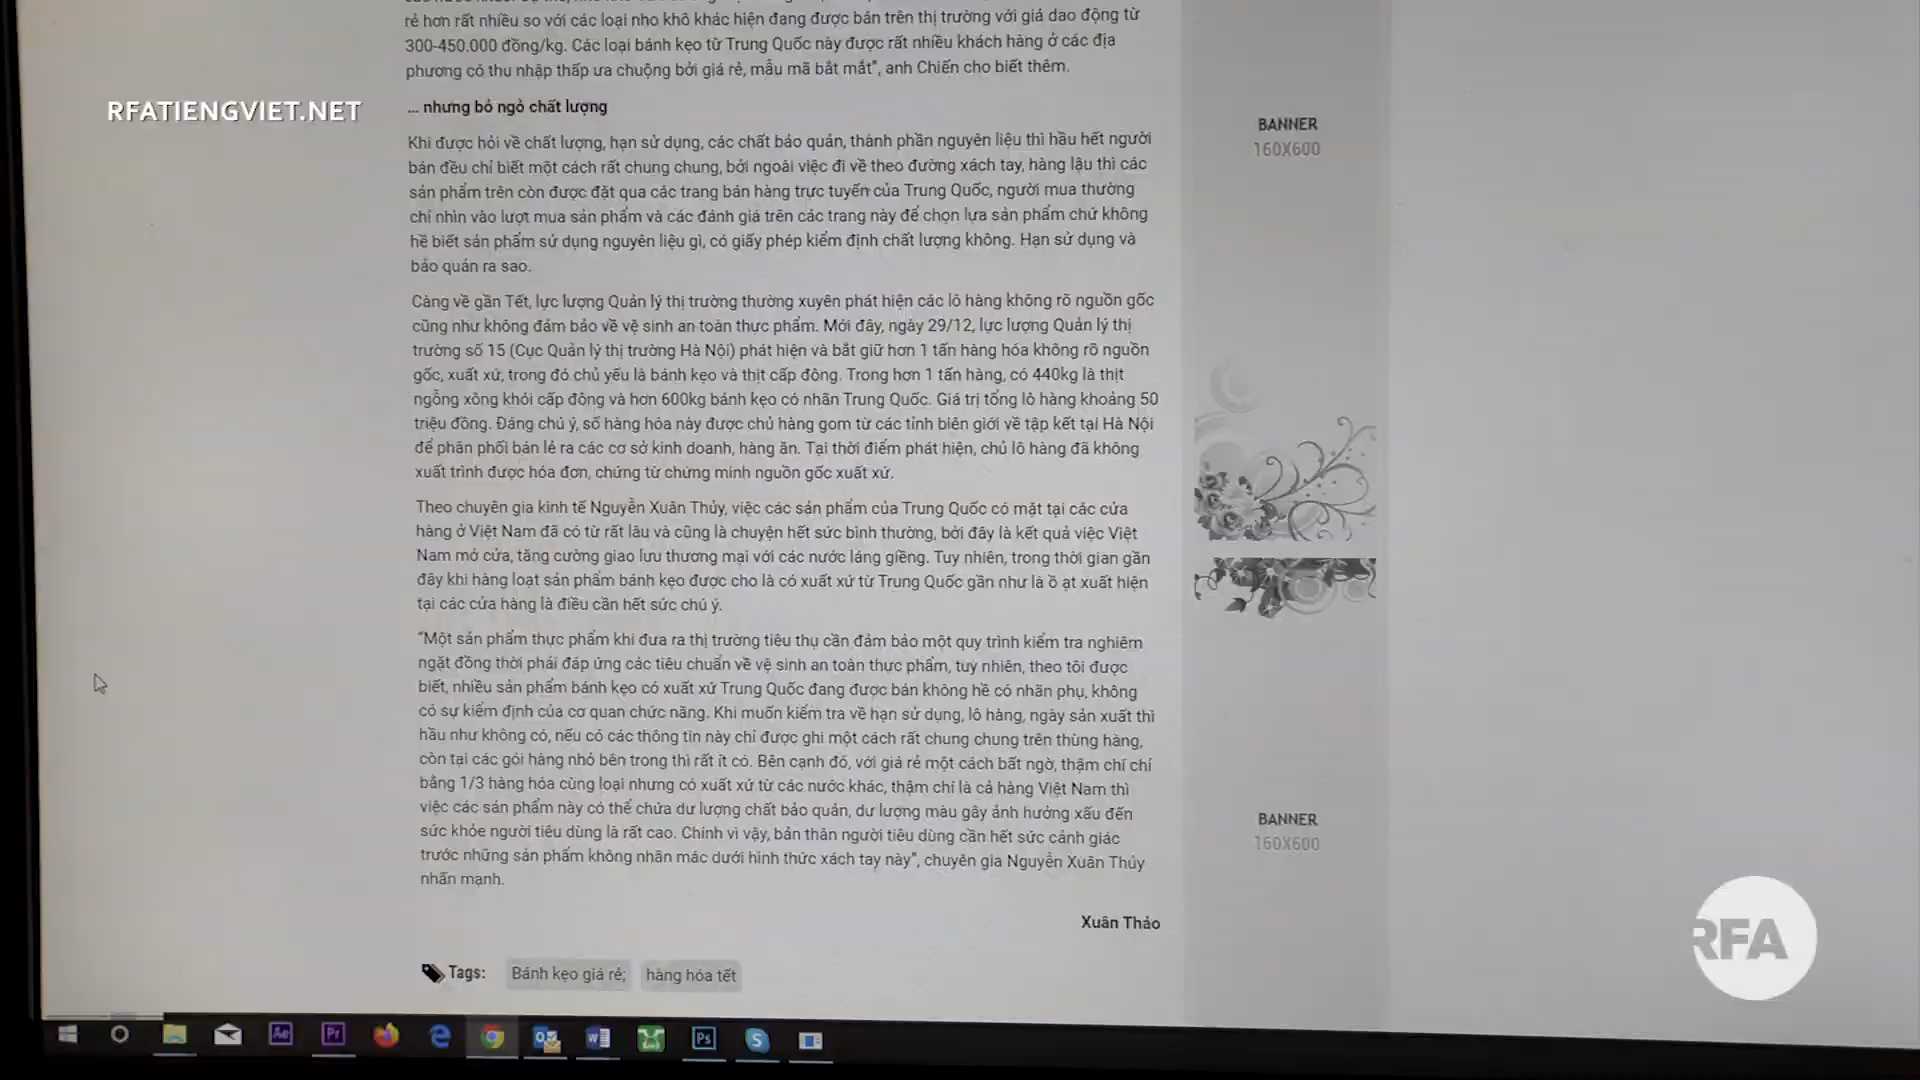 rẻ hơn rất nhiều so với các loại nho khô khác hiện đang được bán trên thị trường với giá dao động từ
300-450.000 đồng/kg. Các loại bánh kẹo từ Trung Quốc này được rất nhiều khách hàng ở các địa
phương có thu nhập thấp ưa chuộng bởi giá rẻ, mẫu mã bắt mắt", anh Chiến cho biết thêm.
RFATIENGVIET.NET
... nhưng bỏ ngỏ chất lượng
BANNER
160X600
Khi được hỏi về chất lượng, hạn sử dụng, các chất bảo quản, thành phần nguyên liệu thì hầu hết người
bán đều chỉ biết một cách rất chung chung, bởi ngoài việc đi về theo đường xách tay, hàng lậu thì các
sản phẩm trên còn được đặt qua các trang bán hàng trực tuyến của Trung Quốc, người mua thường
chỉ nhìn vào lượt mua sản phẩm và các đánh giá trên các trang này để chọn lựa sản phẩm chứ không
hề biết sản phẩm sử dụng nguyên liệu gì, có giấy phép kiểm định chất lượng không. Hạn sử dụng và
bảo quản ra sao.
Càng về gần Tết, lực lượng Quản lý thị trường thường xuyên phát hiện các lô hàng không rõ nguồn gốc
cũng như không đảm bảo về vệ sinh an toàn thực phẩm. Mới đây, ngày 29/12, lực lượng Quản lý thị
trường số 15 (Cục Quản lý thị trường Hà Nội) phát hiện và bắt giữ hơn 1 tấn hàng hóa không rõ nguồn
gốc, xuất xứ, trong đó chủ yếu là bánh kẹo và thịt cấp đông. Trong hơn 1 tấn hàng, có 440kg là thịt
ngỗng xông khói cấp đông và hơn 600kg bánh kẹo có nhãn Trung Quốc. Giá trị tổng lô hàng khoảng 50
triệu đồng. Đáng chú ý, số hàng hóa này được chủ hàng gom từ các tỉnh biên giới về tập kết tại Hà Nội
để phân phối bán lẻ ra các cơ sở kinh doanh, hàng ăn. Tại thời điểm phát hiện, chủ lô hàng đã không
xuất trình được hóa đơn, chứng từ chứng minh nguồn gốc xuất xứ.
Theo chuyên gia kinh tế Nguyễn Xuân Thủy, việc các sản phẩm của Trung Quốc có mặt tại các cửa
hàng ở Việt Nam đã có từ rất lâu và cũng là chuyện hết sức bình thường, bởi đây là kết quả việc Việt
Nam mở cửa, tăng cường giao lưu thương mại với các nước láng giềng. Tuy nhiên, trong thời gian gần
đây khi hàng loạt sản phẩm bánh kẹo được cho là có xuất xứ từ Trung Quốc gần như là ồ ạt xuất hiện
tại các cửa hàng là điều cần hết sức chú ý.
"Một sản phẩm thực phẩm khi đưa ra thị trường tiêu thụ cần đảm bảo một quy trình kiểm tra nghiêm
ngặt đồng thời phải đáp ứng các tiêu chuẩn về vệ sinh an toàn thực phẩm, tuy nhiên, theo tôi được
biết, nhiều sản phẩm bánh kẹo có xuất xứ Trung Quốc đang được bán không hề có nhãn phụ, không
có sự kiểm định của cơ quan chức năng. Khi muốn kiểm tra về hạn sử dụng, lô hàng, ngày sản xuất thì
hầu như không có, nếu có các thông tin này chỉ được ghi một cách rất chung chung trên thùng hàng,
còn tại các gói hàng nhỏ bên trong thì rất ít có. Bên cạnh đó, với giá rẻ một cách bất ngờ, thậm chí chỉ
bằng 1/3 hàng hóa cùng loại nhưng có xuất xứ từ các nước khác, thậm chí là cả hàng Việt Nam thì
việc các sản phẩm này có thể chứa dư lượng chất bảo quản, dư lượng màu gây ảnh hưởng xấu đến
sức khỏe người tiêu dùng là rất cao. Chính vì vậy, bản thân người tiêu dùng cần hết sức cảnh giác
trước những sản phẩm không nhãn mác dưới hình thức xách tay này", chuyên gia Nguyễn Xuân Thủy
nhấn mạnh.
BANNER
160X600
Xuân Thảo
RFA
Tags: Bánh kẹo giá rẻ; hàng hóa tết
Ae Pr Ps S